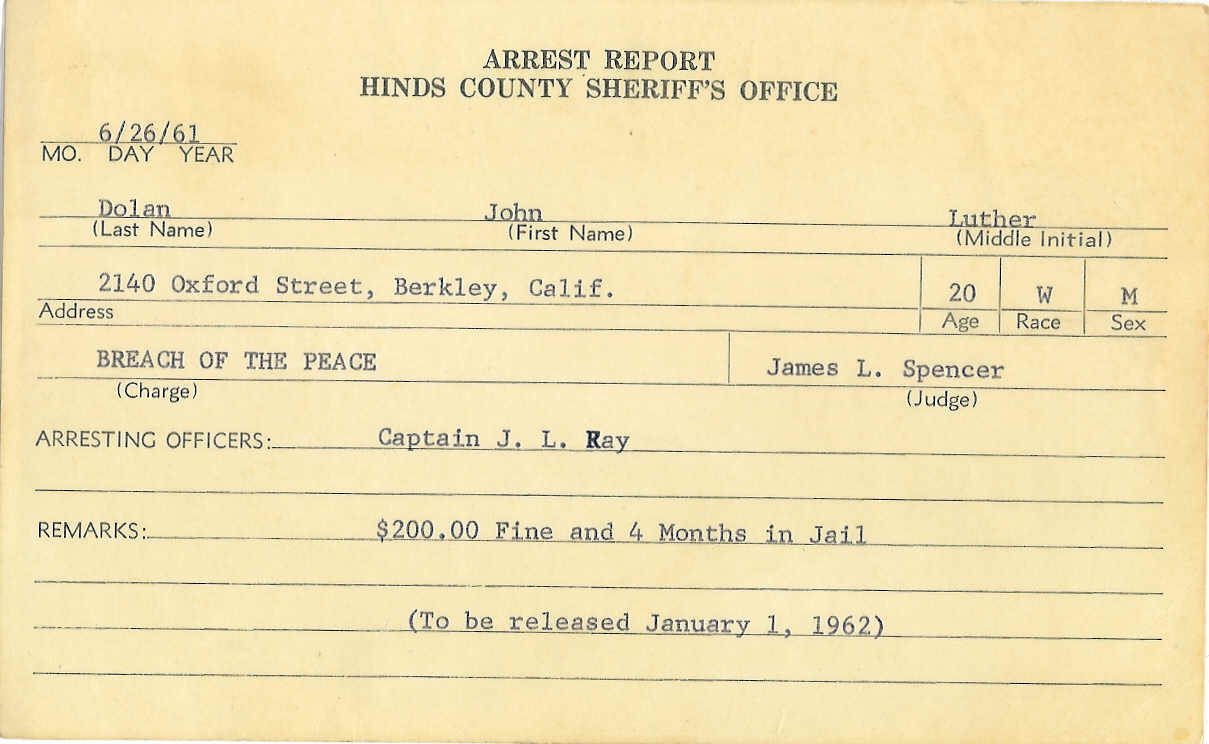 ARREST REPORT
HINDS COUNTY SHERIFF'S OFFICE
6/26/61
MO. DAY YEAR
Dolan John Luther
(Last Name) (First Name) (Middle Initial)
2140 Oxford Street, Berkley, Calif. 20 W M
Address Age Race Sex
BREACH OF THE PEACE James L. Spencer
(Charge) (Judge)
ARRESTING OFFICERS: Captain J. L. Ray
REMARKS: $200.00 Fine and 4 Months in Jail
(To be released January 1, 1962)